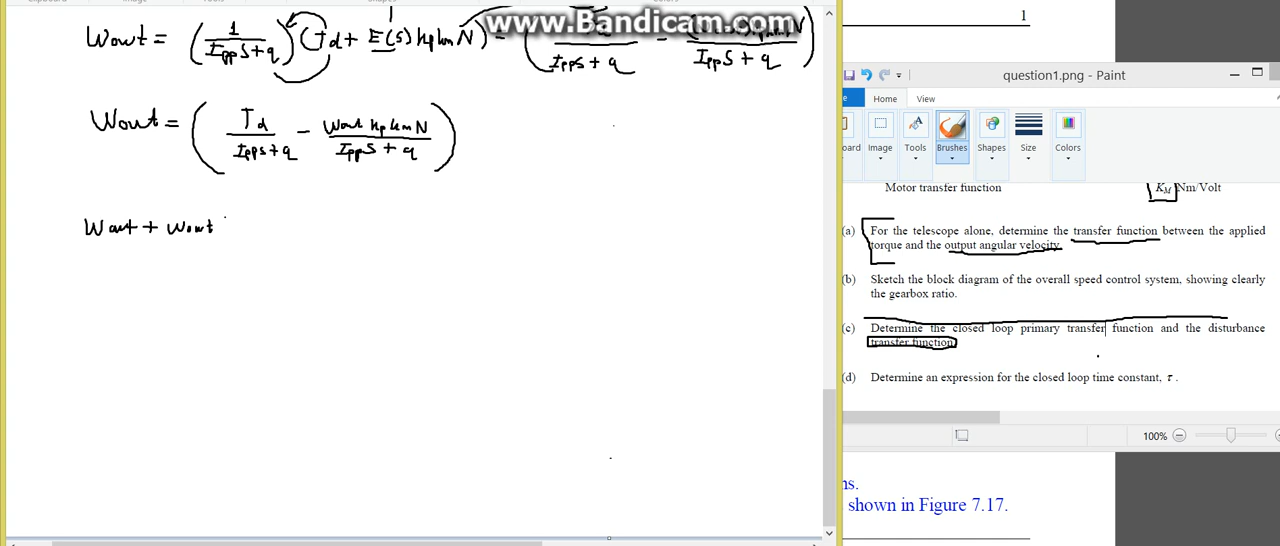 www.Bandicam.com
Wout = (1 / IppS+q) (Td + E(S) kpkm N) =
IppS + q - IppS + q
Wout = (Td / IppS+q - Wout kpkm N / IppS + q)
Wout + Wout
1
question1.png - Paint
Home View
Image Tools Brushes Shapes Size Colors
Motor transfer function KM Nm/Volt
(a) For the telescope alone, determine the transfer function between the applied
torque and the output angular velocity.
(b) Sketch the block diagram of the overall speed control system, showing clearly
the gearbox ratio.
(c) Determine the closed loop primary transfer function and the disturbance
transfer function.
(d) Determine an expression for the closed loop time constant, τ .
100%
shown in Figure 7.17.